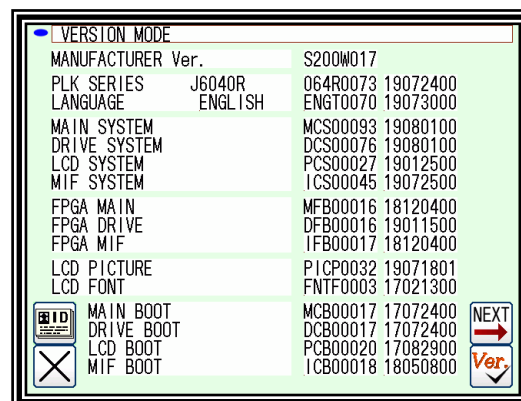 VERSION MODE
MANUFACTURER Ver. S200W017
PLK SERIES J6040R 064R0073 19072400
LANGUAGE ENGLISH ENGT0070 19073000
MAIN SYSTEM MCS00093 19080100
DRIVE SYSTEM DCS00076 19080100
LCD SYSTEM PCS00027 19012500
MIF SYSTEM ICS00045 19072500
FPGA MAIN MFB00016 18120400
FPGA DRIVE DFB00016 19011500
FPGA MIF IFB00017 18120400
LCD PICTURE PICP0032 19071801
LCD FONT FNTF0003 17021300
ID MAIN BOOT MCB00017 17072400 NEXT
DRIVE BOOT DCB00017 17072400
LCD BOOT PCB00020 17082900 Ver.
MIF BOOT ICB00018 18050800